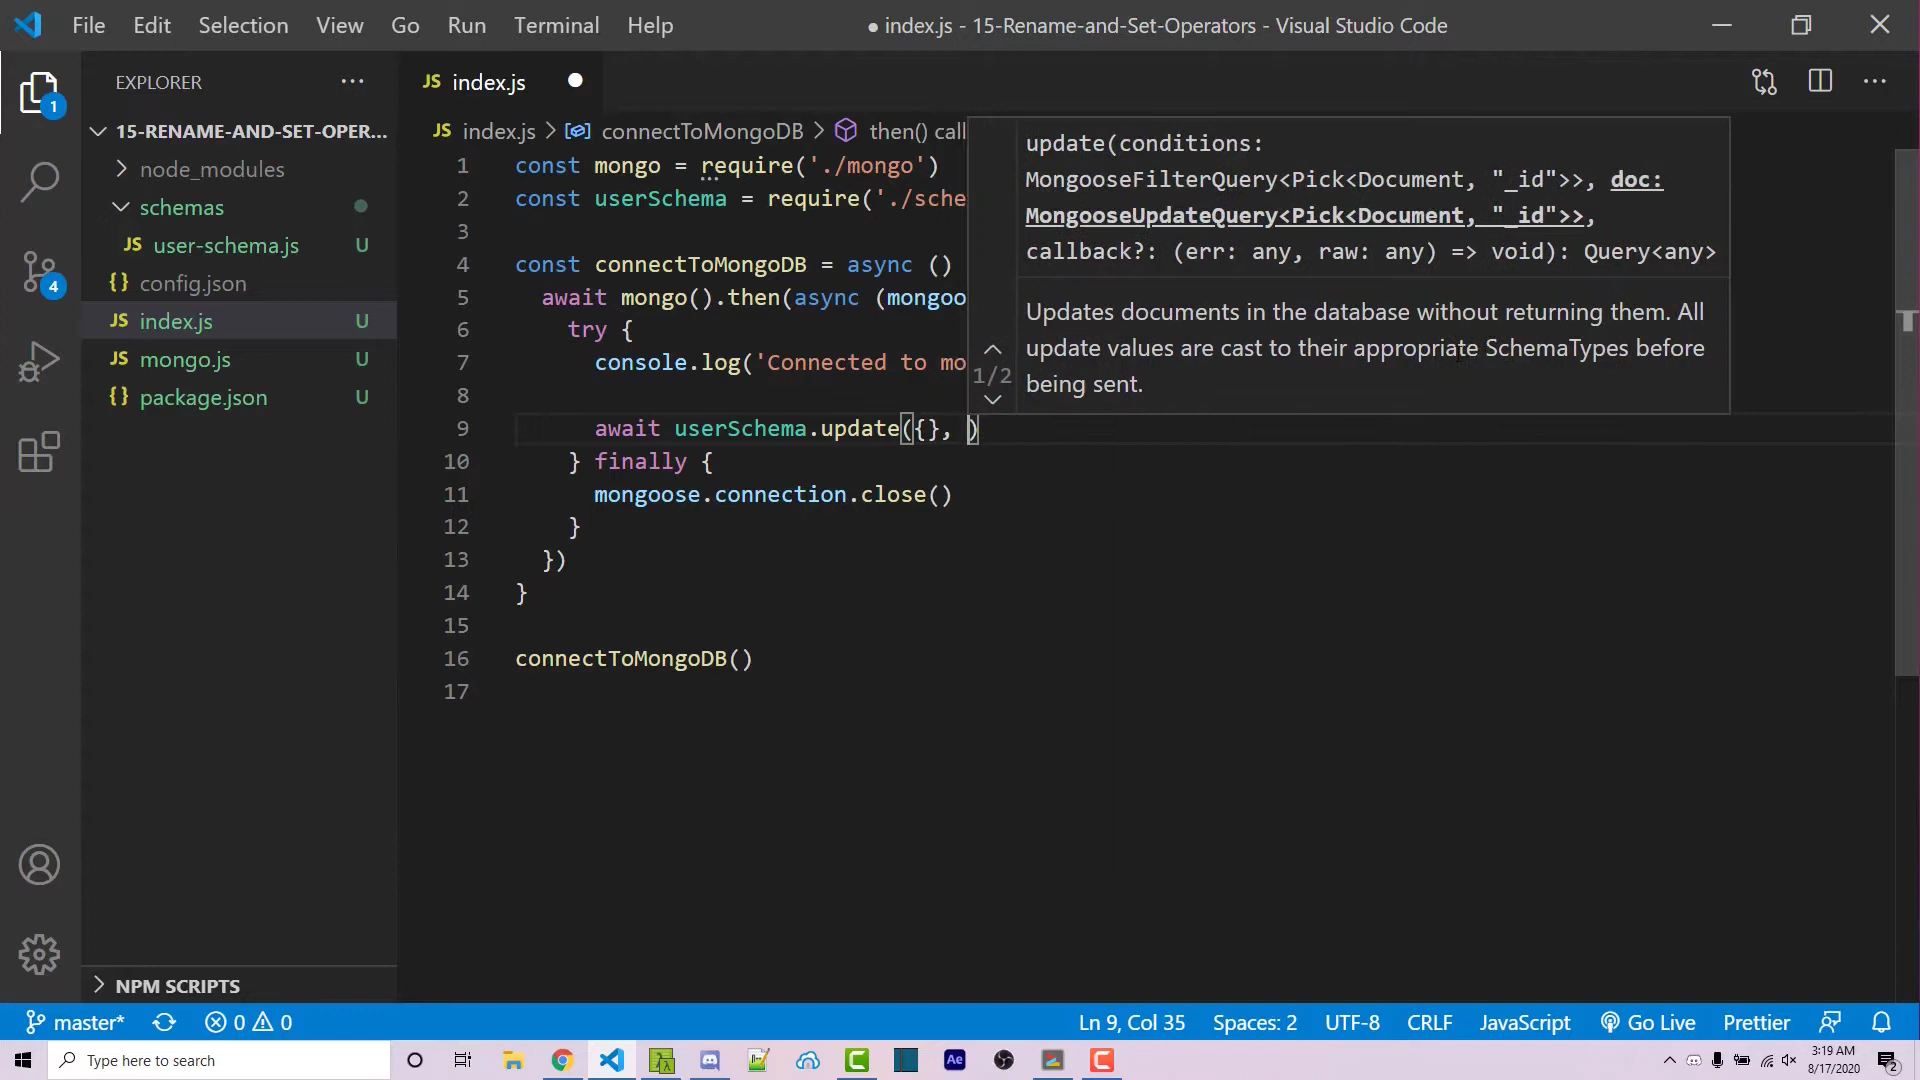 File Edit Selection View Go Run Terminal Help
● index.js - 15-Rename-and-Set-Operators - Visual Studio Code
EXPLORER
1
15-RENAME-AND-SET-OPER...
node_modules
schemas
JS user-schema.js U
{} config.json
JS index.js U
JS mongo.js U
{} package.json U
4
NPM SCRIPTS
JS index.js
JS index.js > connectToMongoDB > then() call
1 const mongo = require('./mongo')
2 const userSchema = require('./sche
3
4 const connectToMongoDB = async ()
5 await mongo().then(async (mongoo
6 try {
7 console.log('Connected to mo
8
9 await userSchema.update({}, )
10 } finally {
11 mongoose.connection.close()
12 }
13 })
14 }
15
16 connectToMongoDB()
17
1/2
update(conditions:
MongooseFilterQuery<Pick<Document, "_id">>, doc:
MongooseUpdateQuery<Pick<Document, "_id">>,
callback?: (err: any, raw: any) => void): Query<any>
Updates documents in the database without returning them. All
update values are cast to their appropriate SchemaTypes before
being sent.
master* 0 0 Ln 9, Col 35 Spaces: 2 UTF-8 CRLF JavaScript Go Live Prettier
Type here to search
Ae
3:19 AM
8/17/2020
2